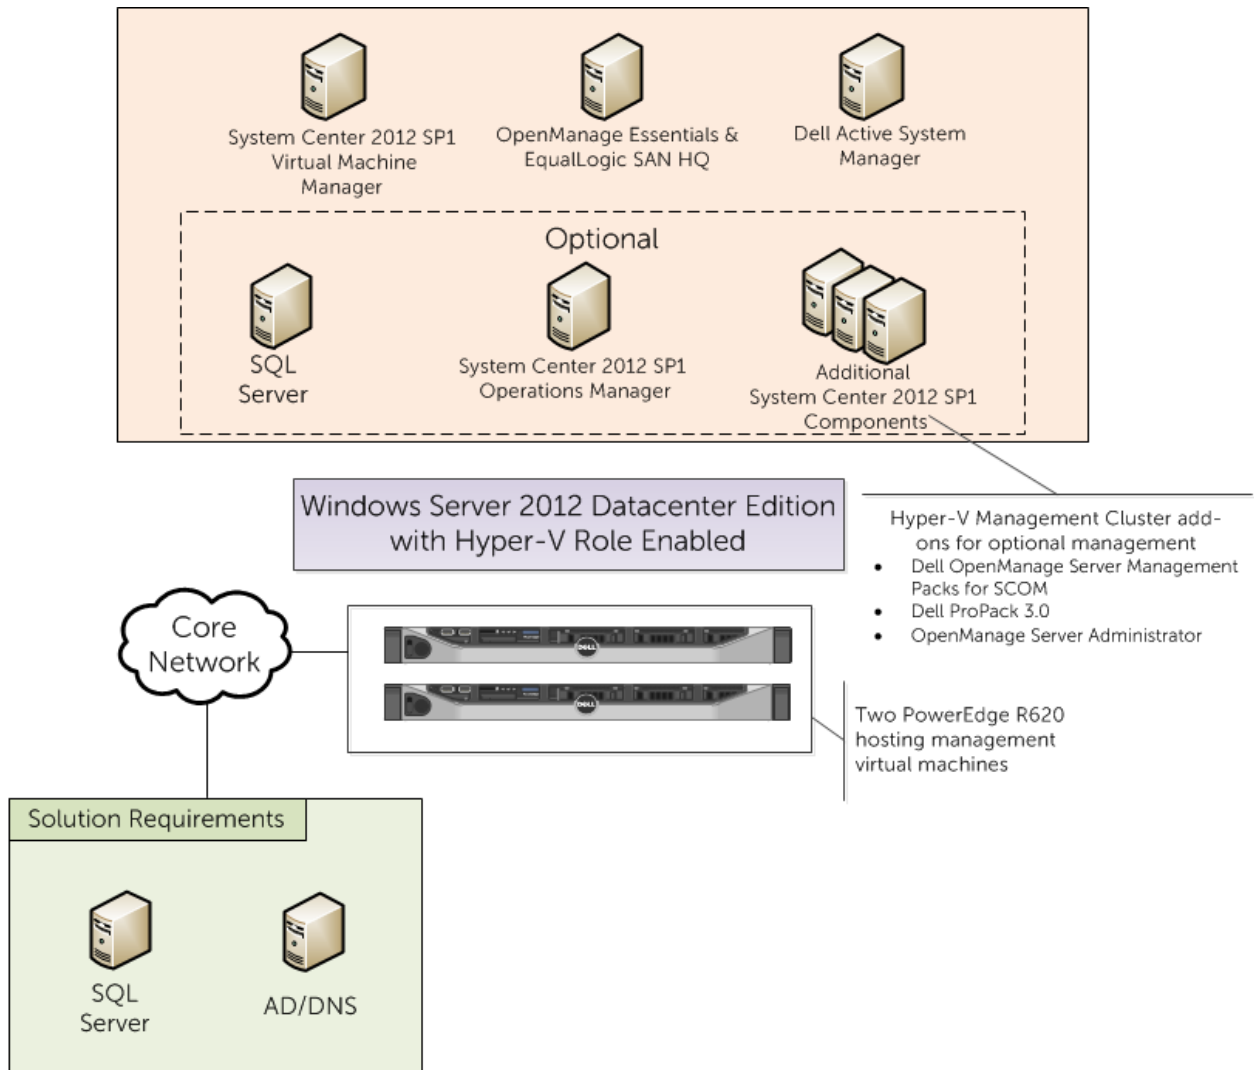 System Center 2012 SP1
Virtual Machine
Manager
OpenManage Essentials &
EqualLogic SAN HQ
Dell Active System
Manager
Optional
SQL
Server
System Center 2012 SP1
Operations Manager
Additional
System Center 2012 SP1
Components
Windows Server 2012 Datacenter Edition
with Hyper-V Role Enabled
Hyper-V Management Cluster add-
ons for optional management
• Dell OpenManage Server Management
Packs for SCOM
• Dell ProPack 3.0
• OpenManage Server Administrator
Core
Network
DELL
DELL
Two PowerEdge R620
hosting management
virtual machines
Solution Requirements
SQL
Server
AD/DNS